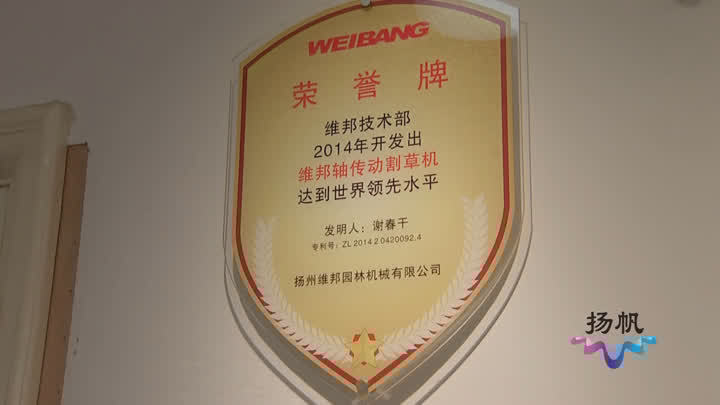 WEIBANG
荣誉牌
维邦技术部
2014年开发出
维邦轴传动割草机
达到世界领先水平
发明人：谢春干
专利号：ZL 2014 2 0420092.4
扬州维邦园林机械有限公司
扬帆